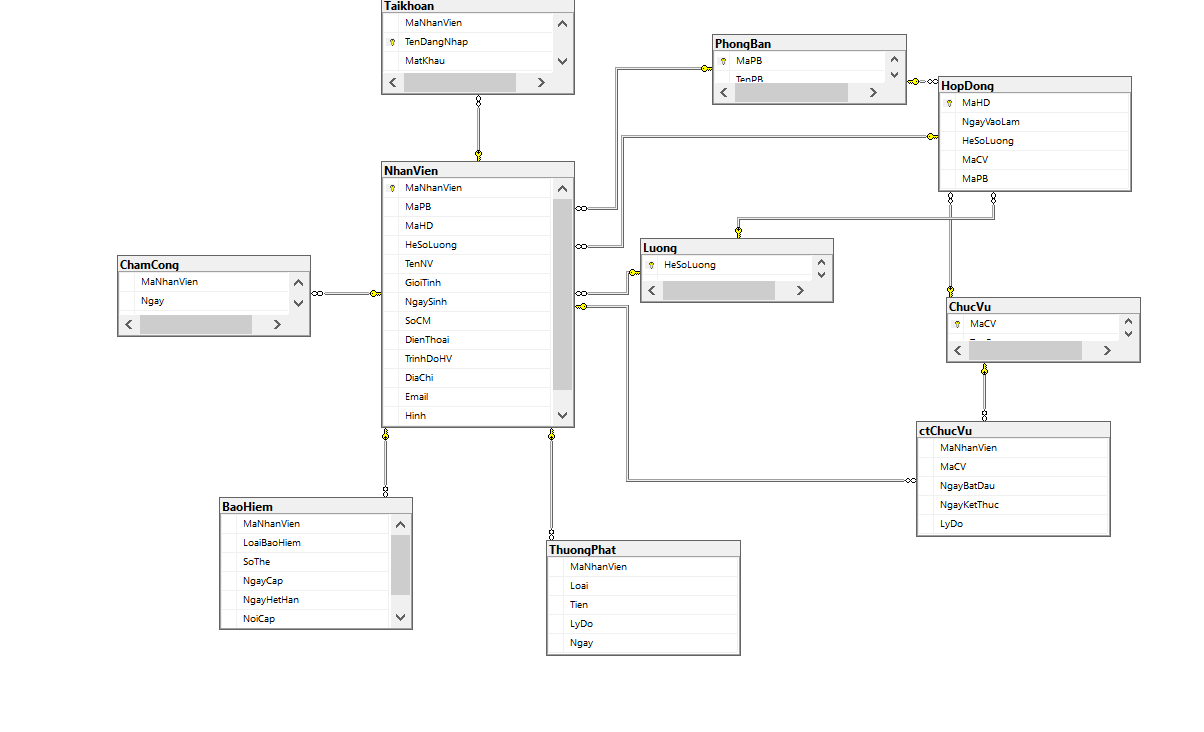 Taikhoan
MaNhanVien
TenDangNhap
MatKhau
PhongBan
MaPB
TenPB
HopDong
MaHD
NgayVaoLam
HeSoLuong
MaCV
MaPB
NhanVien
MaNhanVien
MaPB
MaHD
HeSoLuong
TenNV
GioiTinh
NgaySinh
SoCM
DienThoai
TrinhDoHV
DiaChi
Email
Hinh
Luong
HeSoLuong
ChamCong
MaNhanVien
Ngay
ChucVu
MaCV
ctChucVu
MaNhanVien
MaCV
NgayBatDau
NgayKetThuc
LyDo
BaoHiem
MaNhanVien
LoaiBaoHiem
SoThe
NgayCap
NgayHetHan
NoiCap
ThuongPhat
MaNhanVien
Loai
Tien
LyDo
Ngay